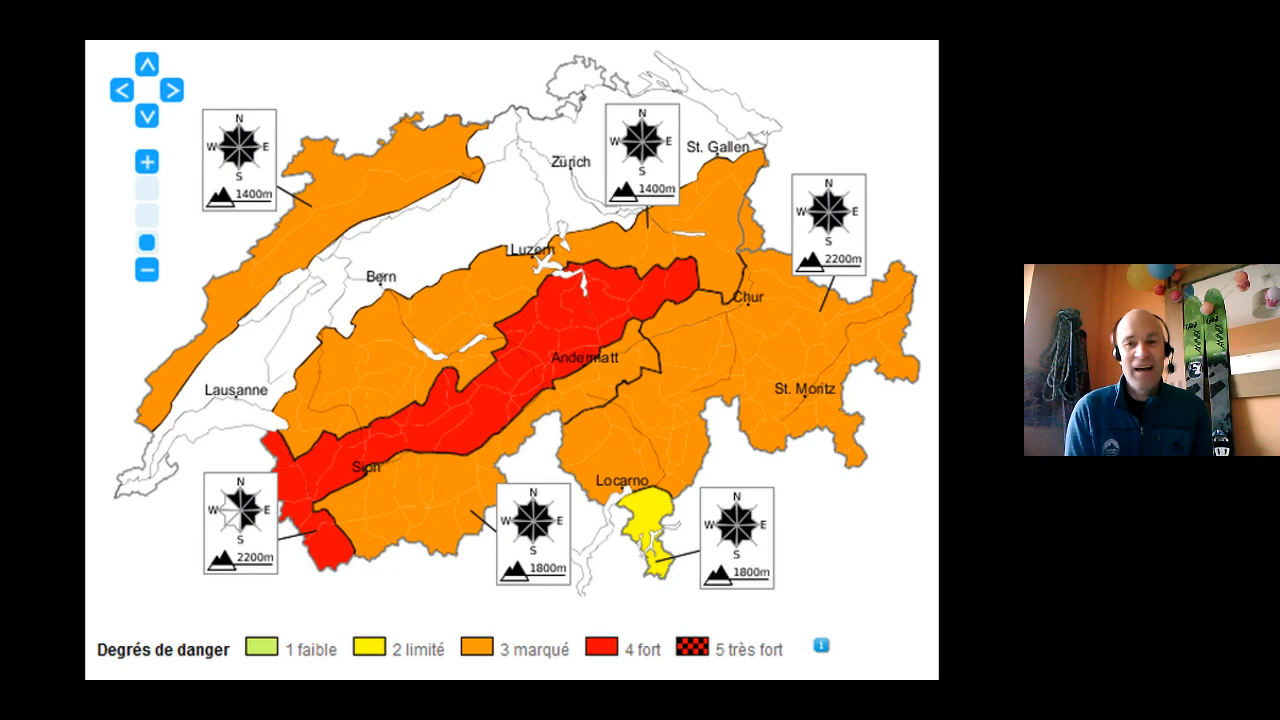 N
W E
S
1400m
N
W E
S
1400m
Zürich
St. Gallen
N
W E
S
2200m
Luzern
Bern
Chur
Andermatt
Lausanne
St. Moritz
Sion
Locarno
N
W E
S
2200m
N
W E
S
1800m
N
W E
S
1800m
Degrés de danger 1 faible 2 limité 3 marqué 4 fort 5 très fort i